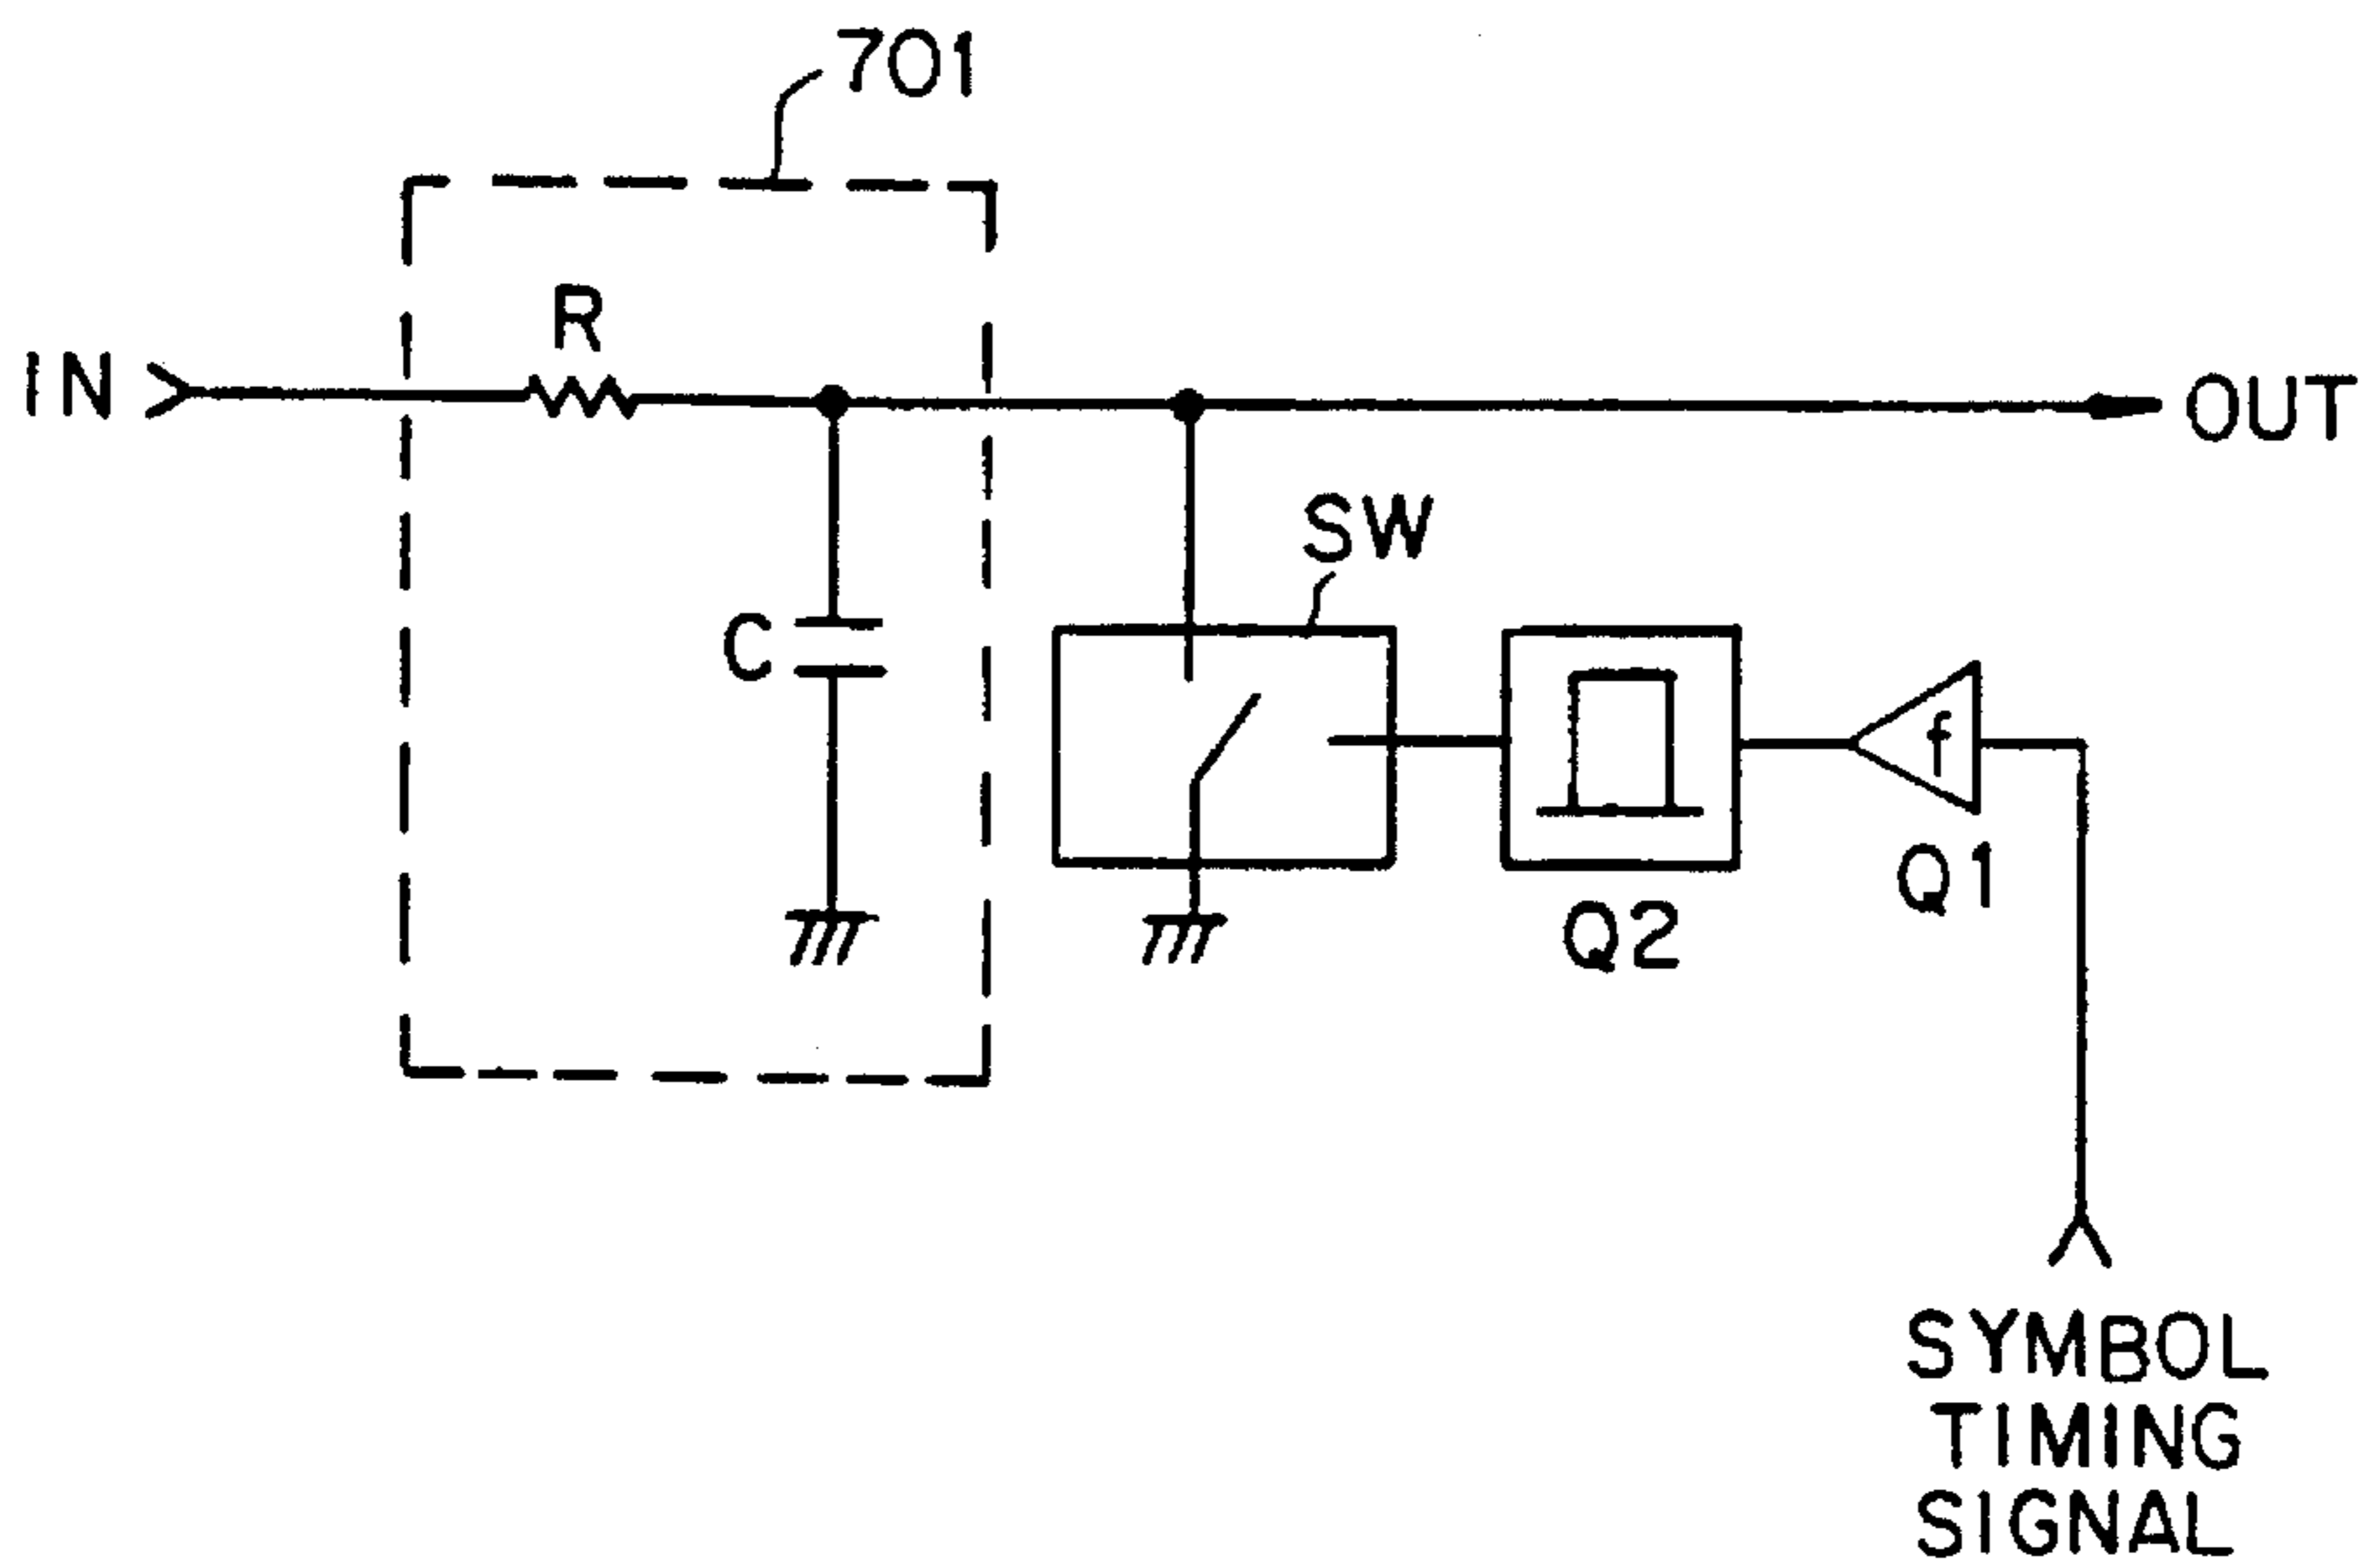 701
R
IN
OUT
SW
C
f
Q1
Q2
SYMBOL
TIMING
SIGNAL